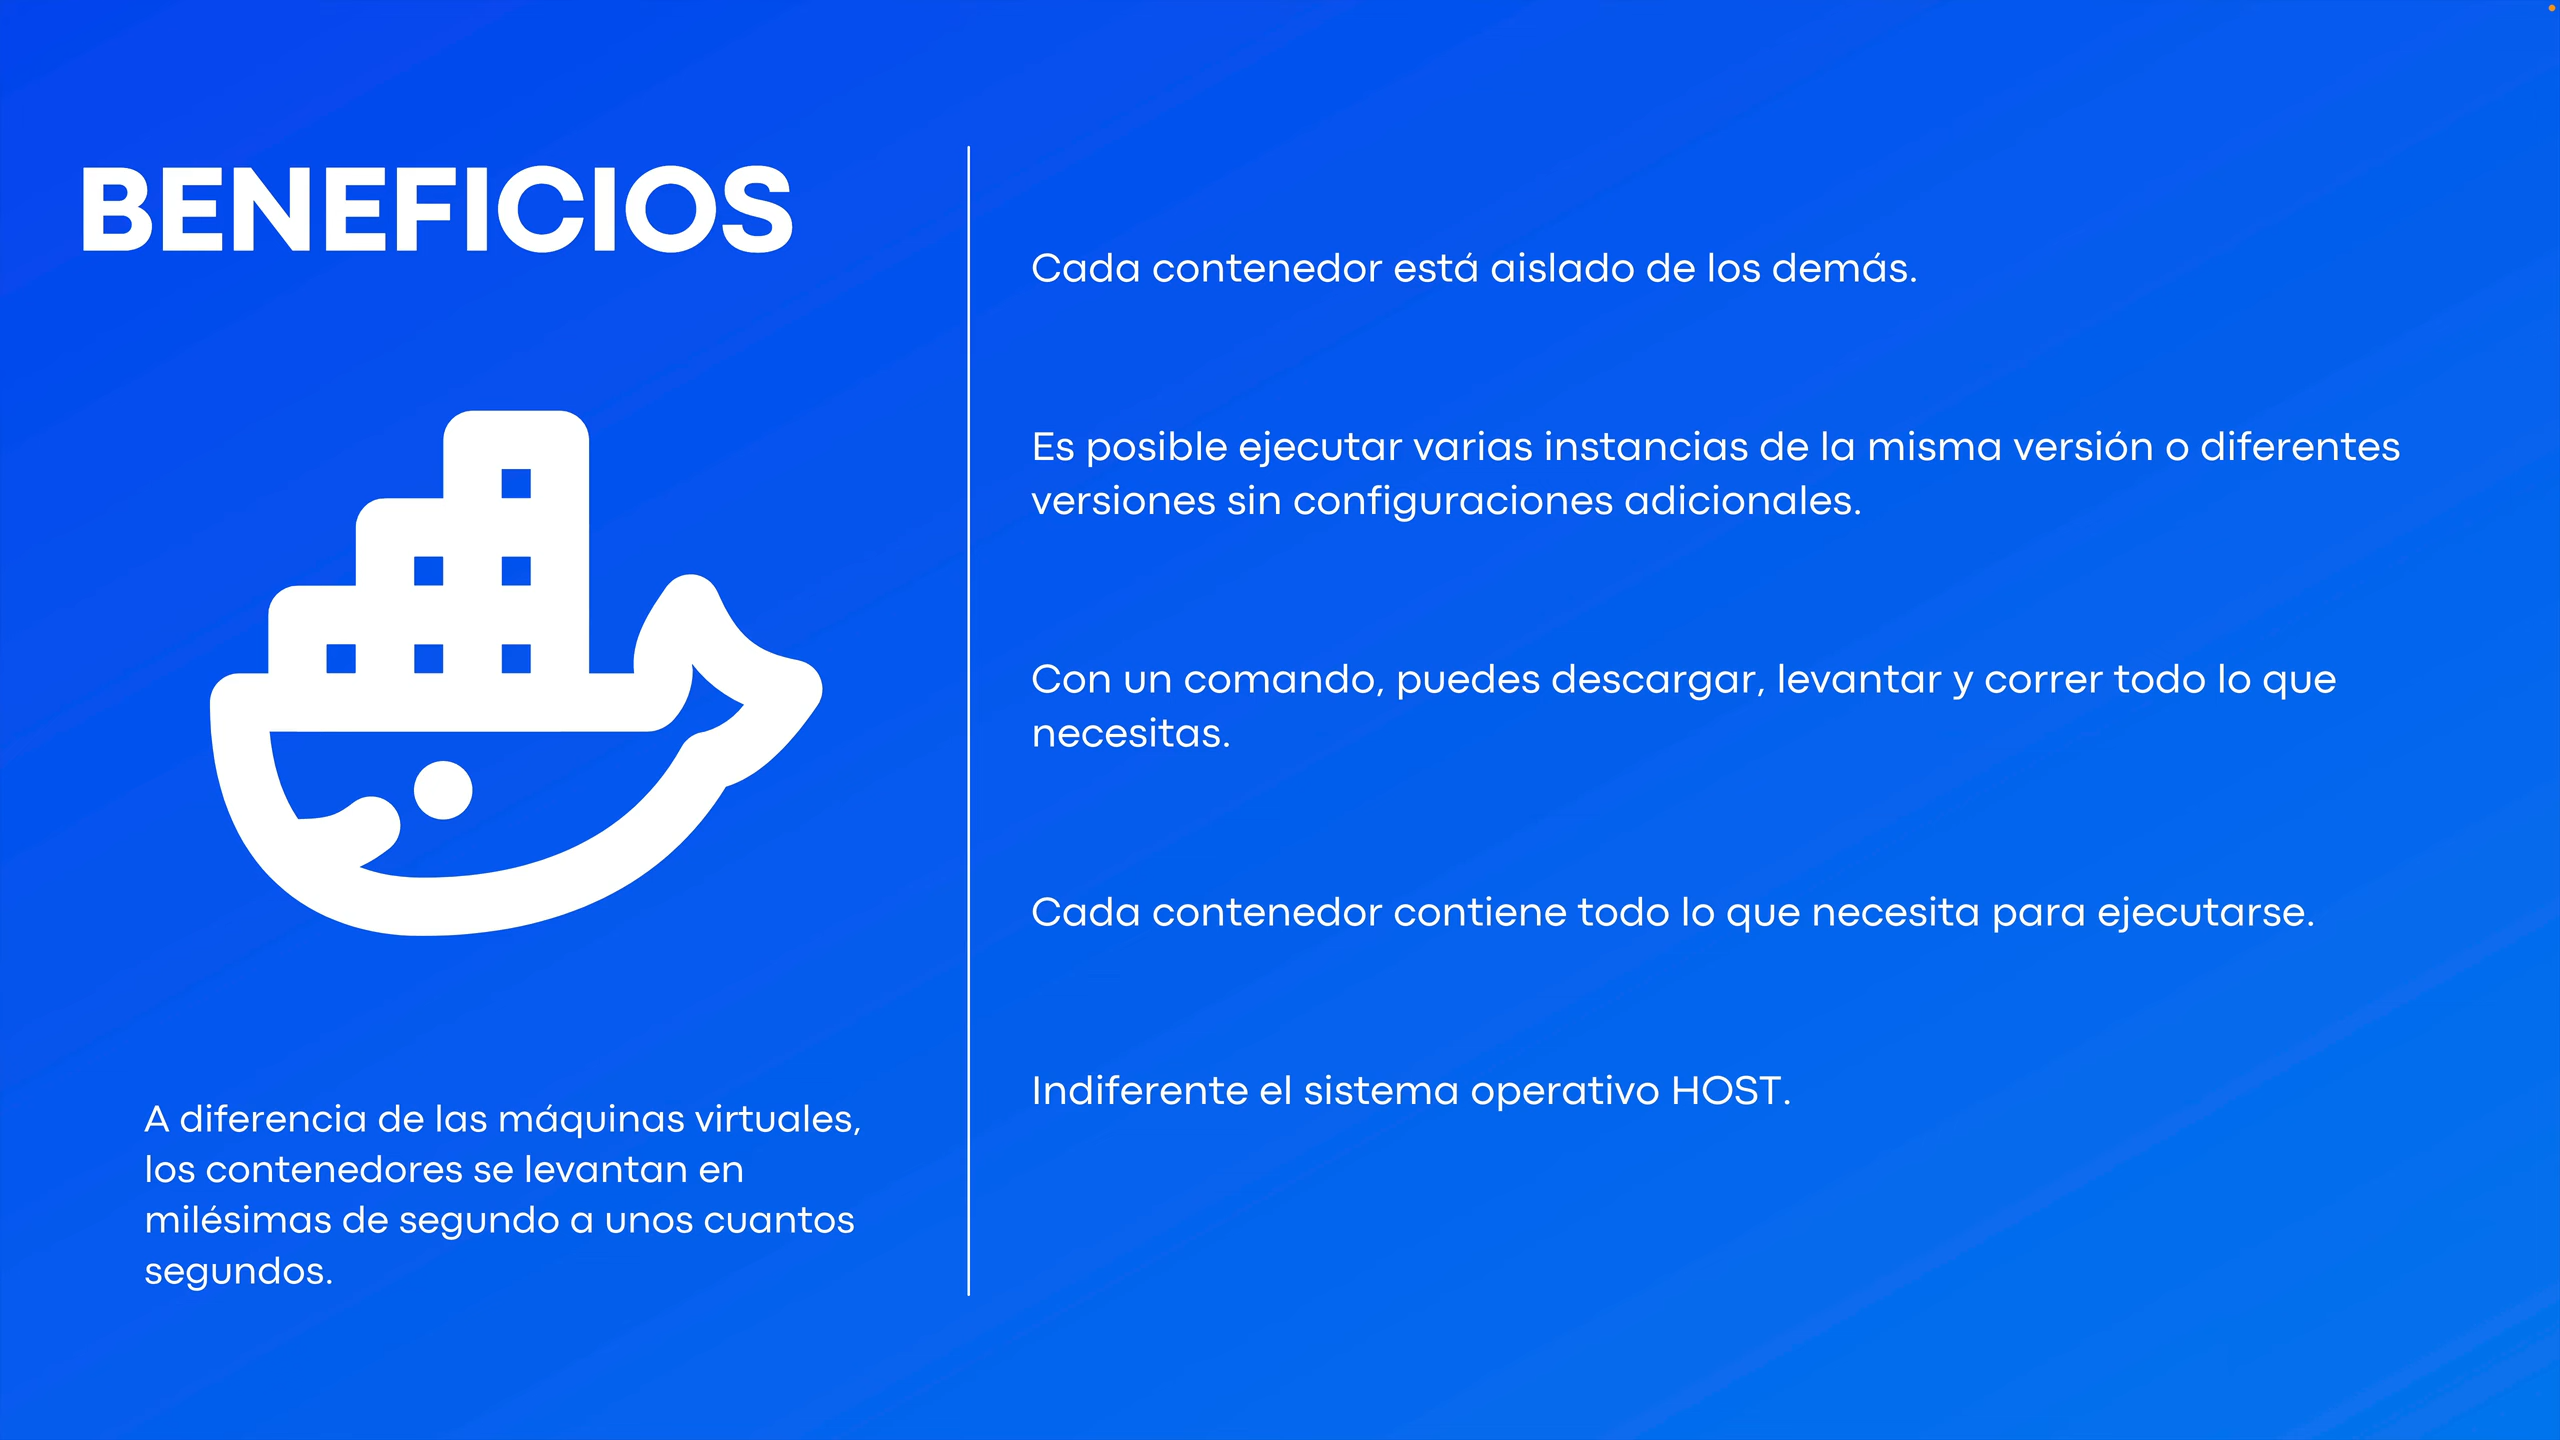 BENEFICIOS
A diferencia de las máquinas virtuales,
los contenedores se levantan en
milésimas de segundo a unos cuantos
segundos.
Cada contenedor está aislado de los demás.
Es posible ejecutar varias instancias de la misma versión o diferentes
versiones sin configuraciones adicionales.
Con un comando, puedes descargar, levantar y correr todo lo que
necesitas.
Cada contenedor contiene todo lo que necesita para ejecutarse.
Indiferente el sistema operativo HOST.